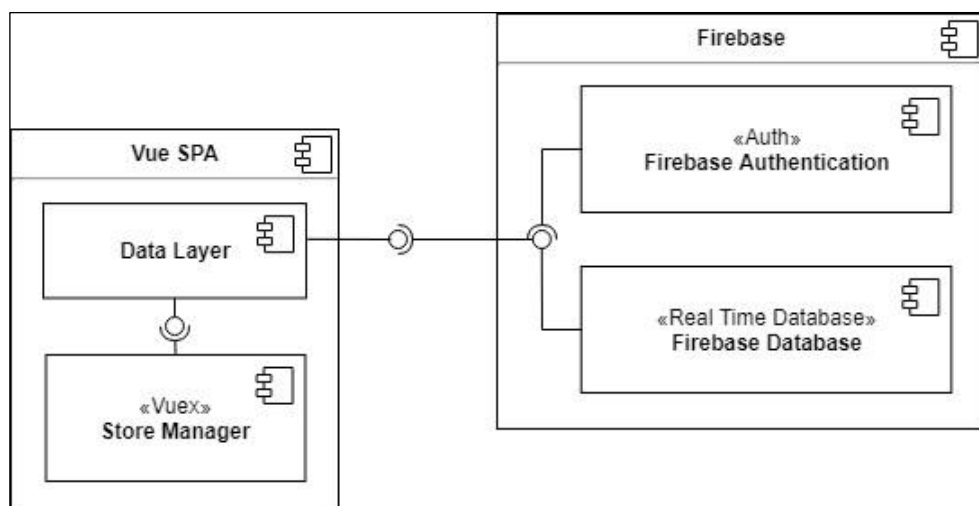 Firebase
«Auth»
Firebase Authentication
Vue SPA
Data Layer
«Real Time Database»
Firebase Database
«Vuex»
Store Manager